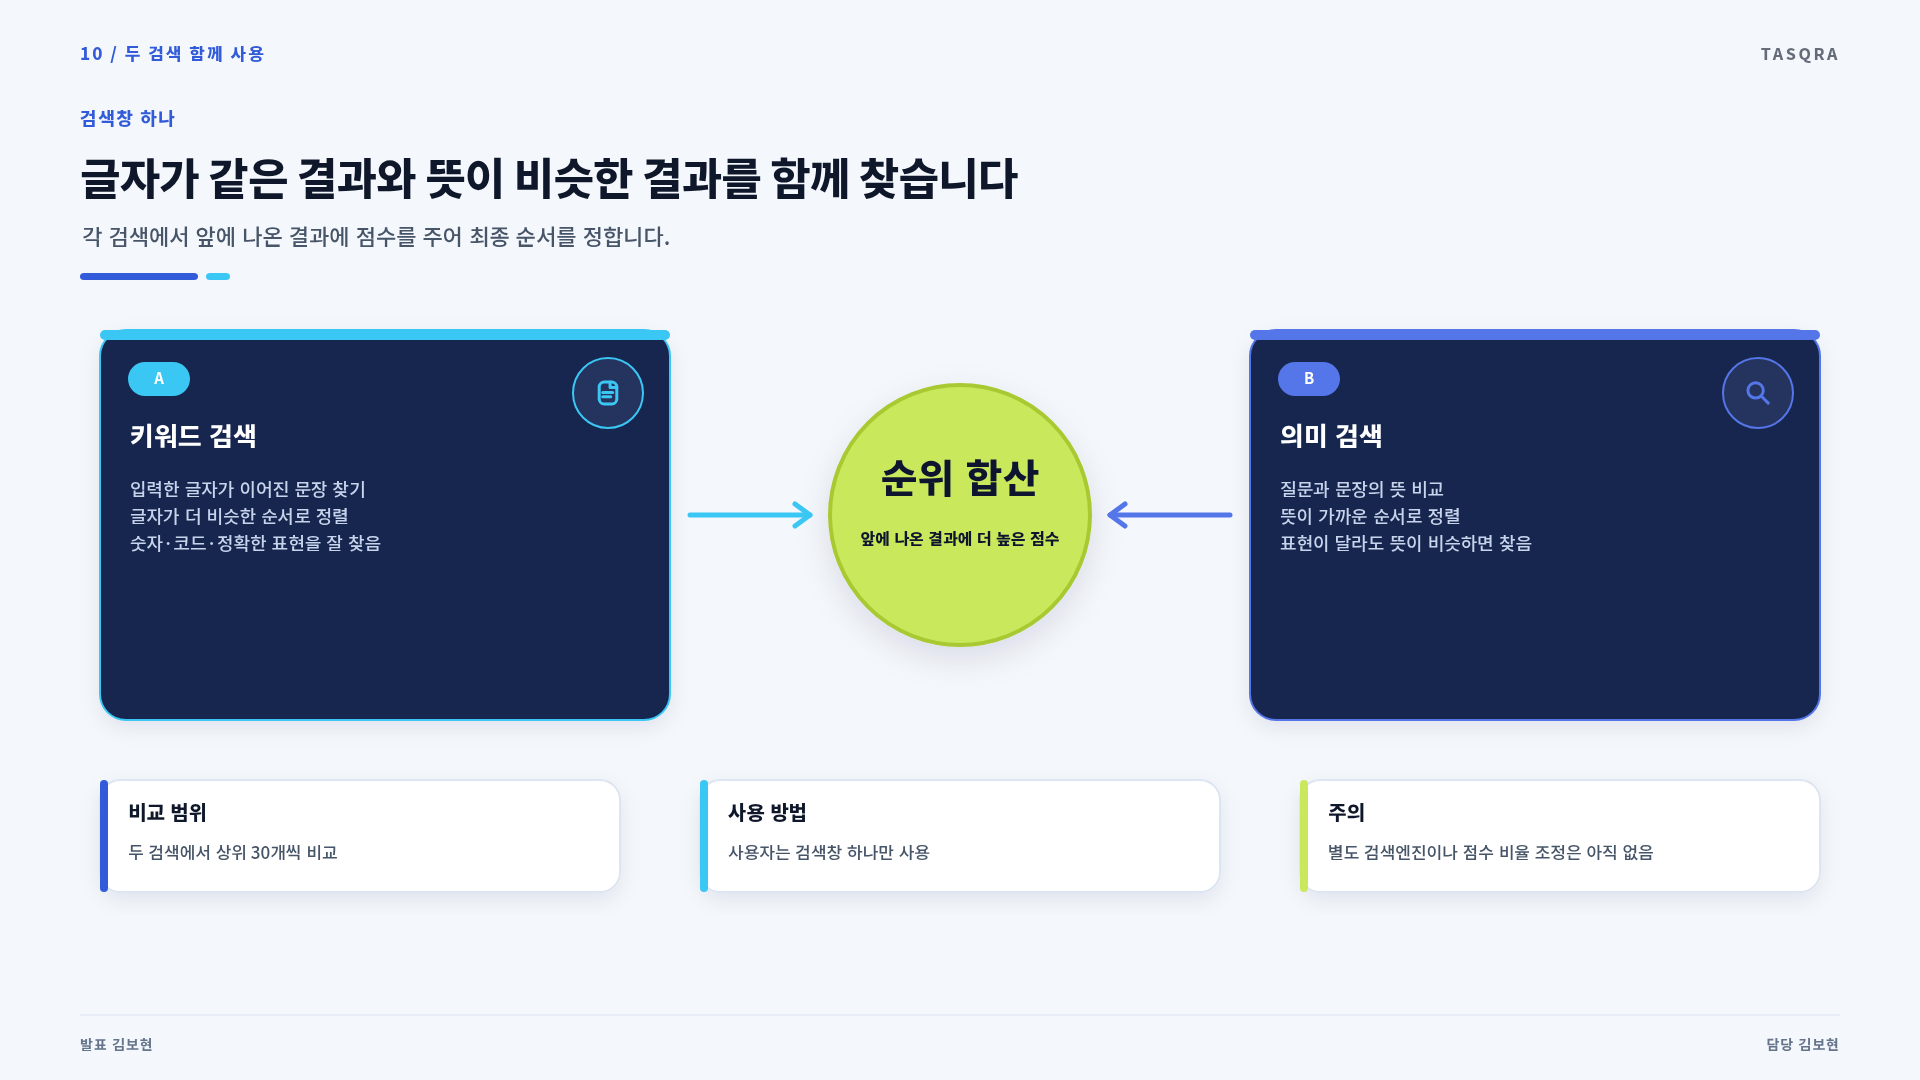 10 / 두 검색 함께 사용
TASQRA
검색창 하나
글자가 같은 결과와 뜻이 비슷한 결과를 함께 찾습니다
각 검색에서 앞에 나온 결과에 점수를 주어 최종 순서를 정합니다.
A
키워드 검색
입력한 글자가 이어진 문장 찾기
글자가 더 비슷한 순서로 정렬
숫자·코드·정확한 표현을 잘 찾음
순위 합산
앞에 나온 결과에 더 높은 점수
B
의미 검색
질문과 문장의 뜻 비교
뜻이 가까운 순서로 정렬
표현이 달라도 뜻이 비슷하면 찾음
비교 범위
두 검색에서 상위 30개씩 비교
사용 방법
사용자는 검색창 하나만 사용
주의
별도 검색엔진이나 점수 비율 조정은 아직 없음
발표 김보현
담당 김보현